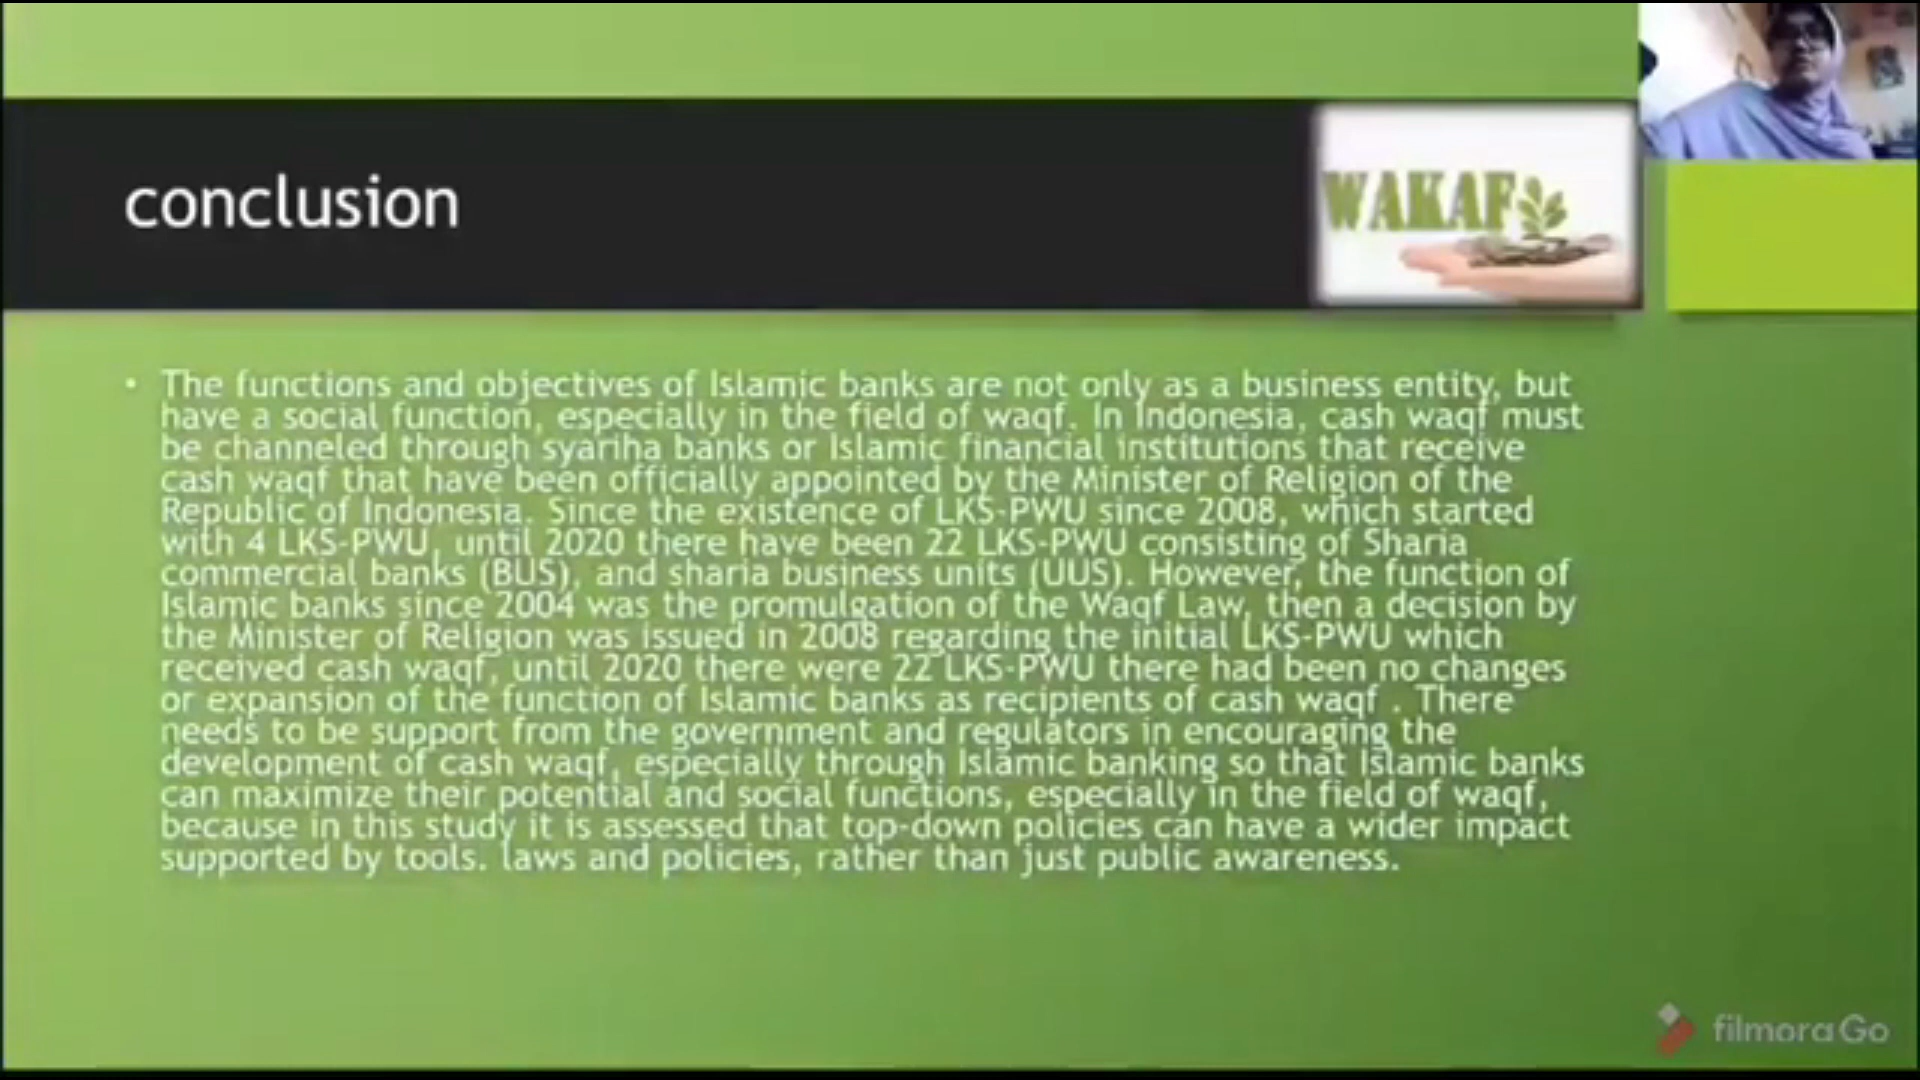 conclusion
WAKAF
• The functions and objectives of Islamic banks are not only as a business entity, but
have a social function, especially in the field of waqf. In Indonesia, cash waqf must
be channeled through syariha banks or Islamic financial institutions that receive
cash waqf that have been officially appointed by the Minister of Religion of the
Republic of Indonesia. Since the existence of LKS-PWU since 2008, which started
with 4 LKS-PWU, until 2020 there have been 22 LKS-PWU consisting of Sharia
commercial banks (BUS), and sharia business units (UUS). However, the function of
Islamic banks since 2004 was the promulgation of the Waqf Law, then a decision by
the Minister of Religion was issued in 2008 regarding the initial LKS-PWU which
received cash waqf, until 2020 there were 22 LKS-PWU there had been no changes
or expansion of the function of Islamic banks as recipients of cash waqf . There
needs to be support from the government and regulators in encouraging the
development of cash waqf, especially through Islamic banking so that Islamic banks
can maximize their potential and social functions, especially in the field of waqf,
because in this study it is assessed that top-down policies can have a wider impact
supported by tools. laws and policies, rather than just public awareness.
filmora Go